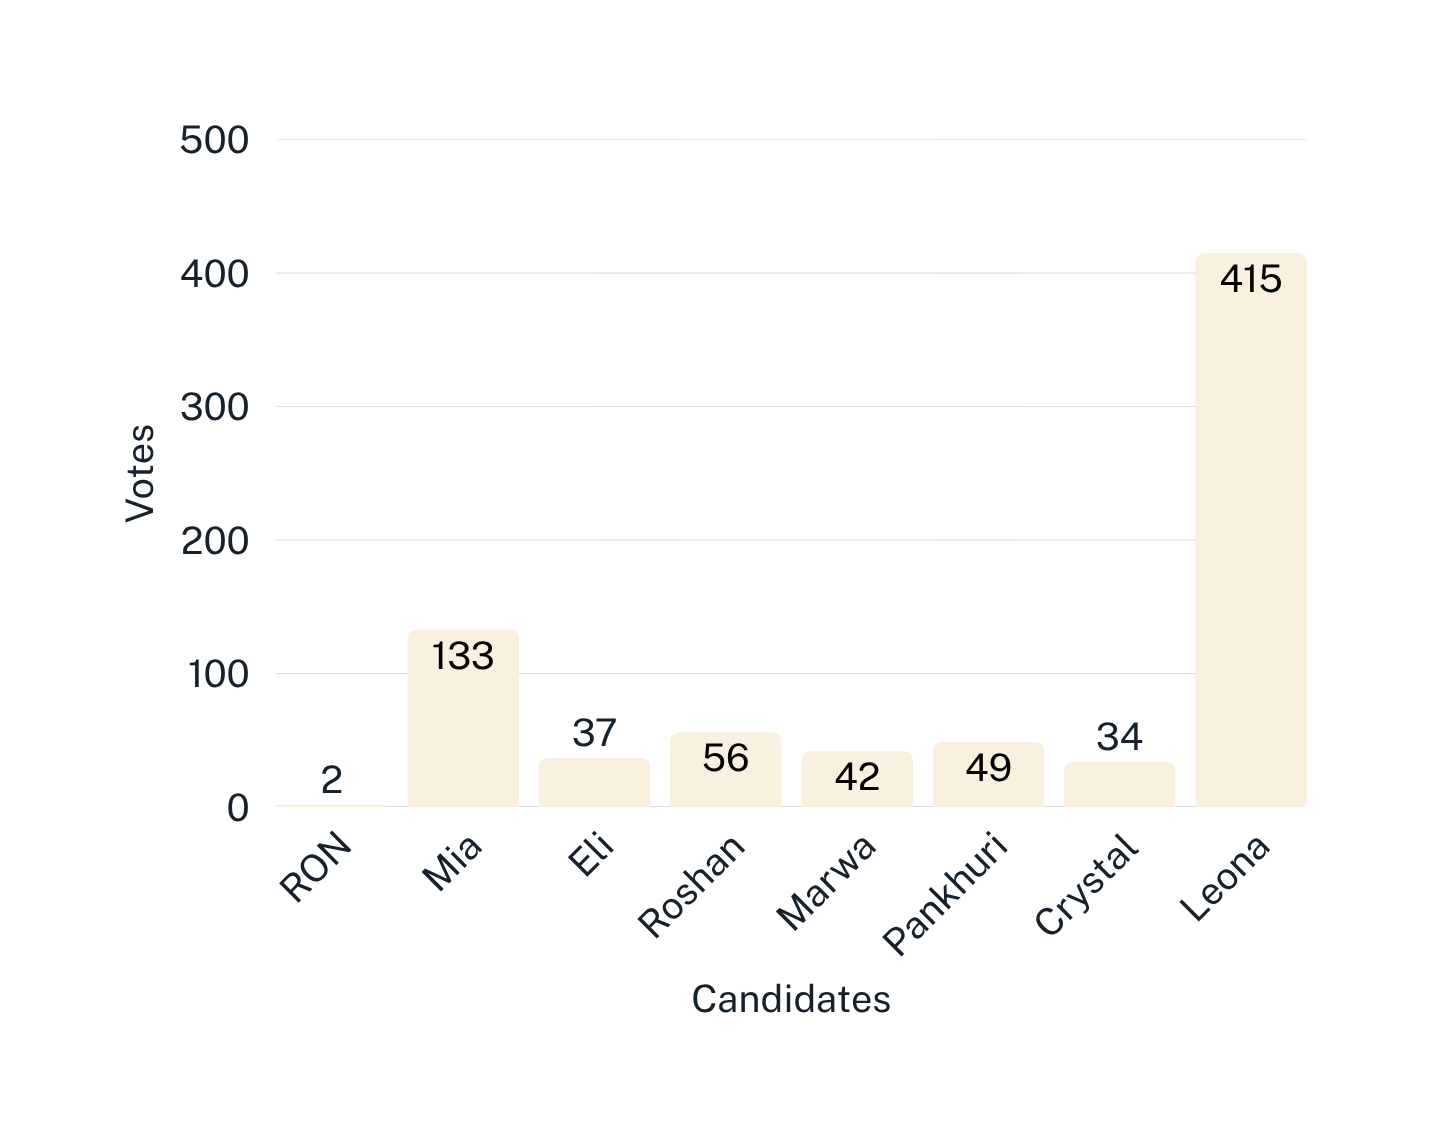 500
400
415
300
Votes
200
133
100
37
34
56
49
42
2
0
RON
Mia
Eli
Roshan
Marwa
Pankhuri
Crystal
Leona
Candidates